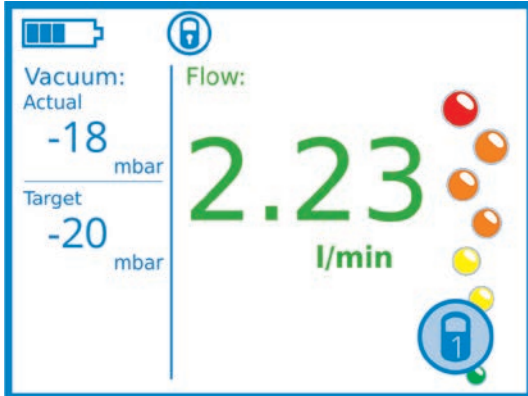 Vacuum:
Actual
-18
mbar
Target
-20
mbar
Flow:
2.23
l/min
1